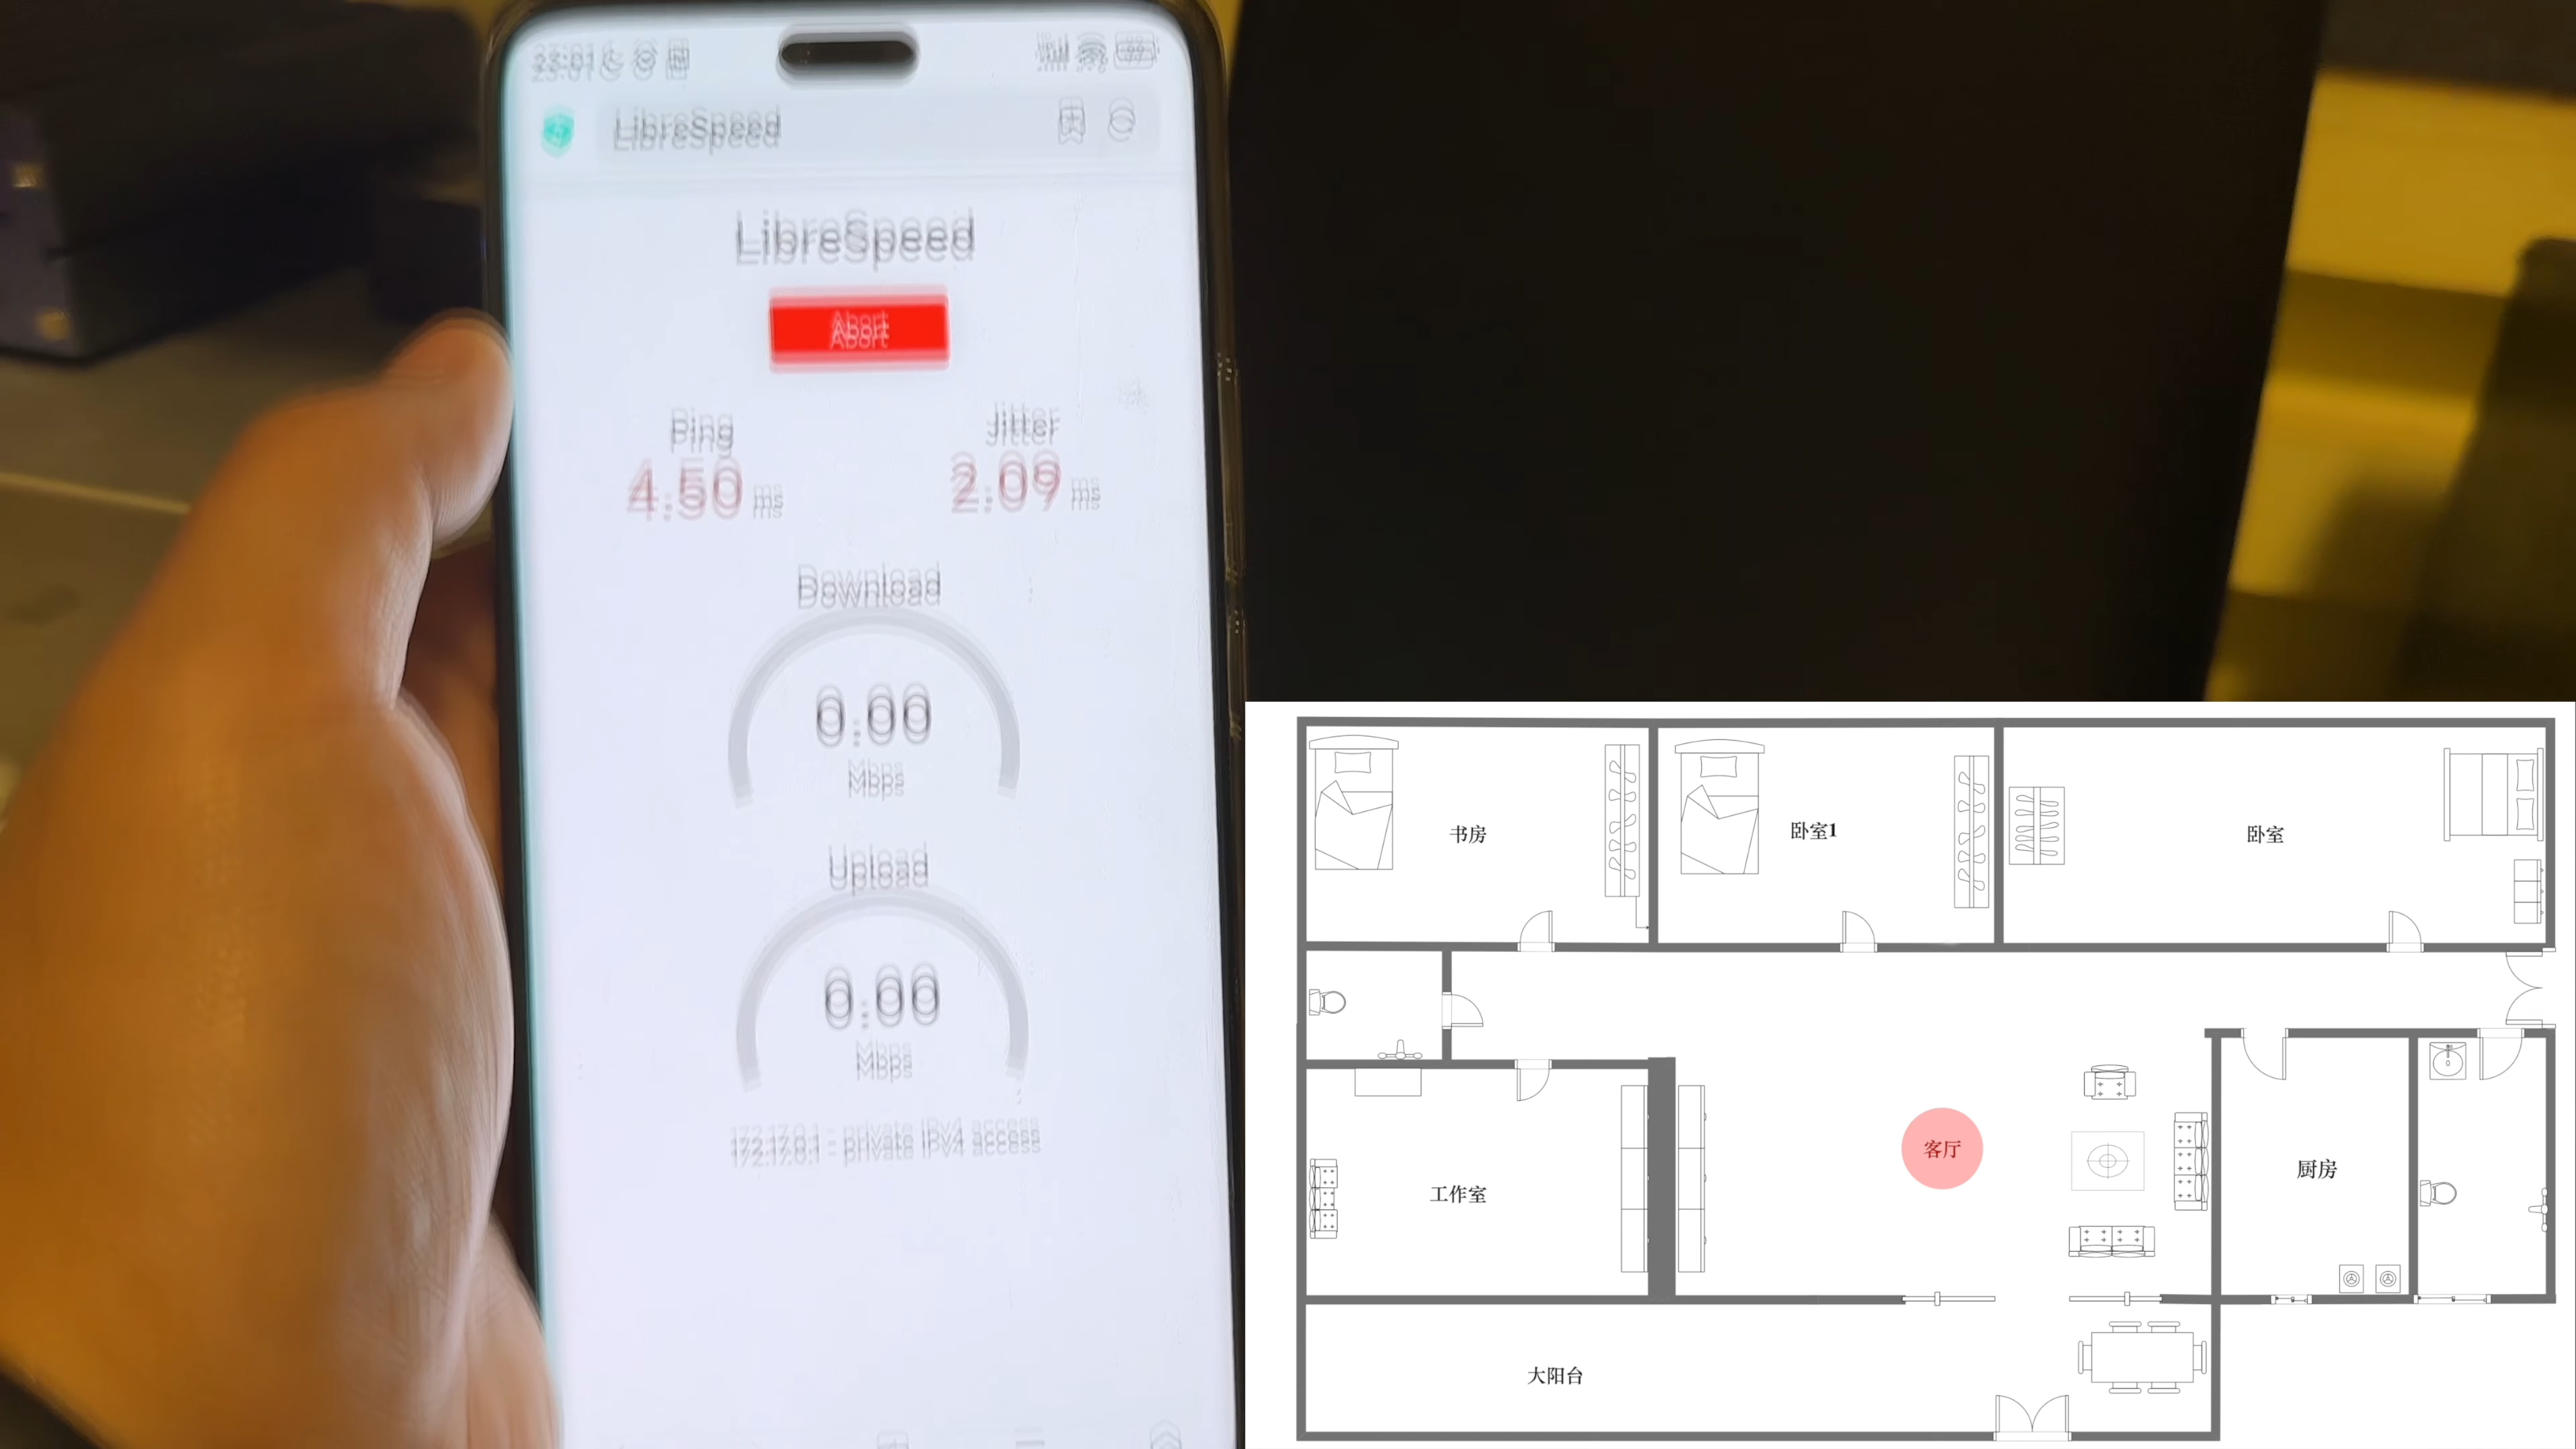 23:01
LibreSpeed
LibreSpeed
Abort
Ping
Jitter
4.50 ms
2.09 ms
Download
0.00
Mbps
Upload
0.00
Mbps
172.17.0.1 - private IPv4 access
书房
卧室1
卧室
客厅
厨房
工作室
大阳台